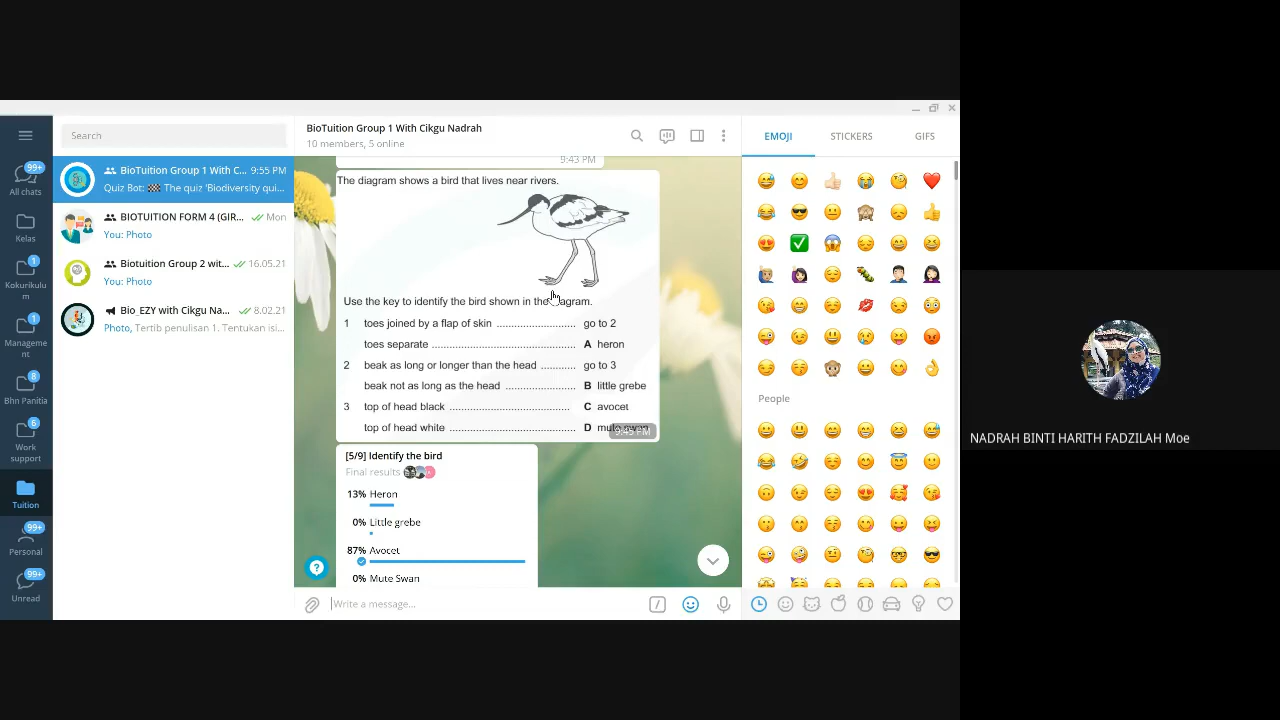 Search
BioTuition Group 1 With Cikgu Nadrah
10 members, 5 online
EMOJI
STICKERS
GIFS
99+
All chats
Kelas
1
Kokurikulu
m
1
Manageme
nt
8
Bhn Panitia
6
Work
support
Tuition
99+
Personal
99+
Unread
BioTuition Group 1 With C... 9:55 PM
Quiz Bot: 🏁 The quiz 'Biodiversity qui...
BIOTUITION FORM 4 (GIR... Mon
You: Photo
Biotuition Group 2 wit... 16.05.21
You: Photo
Bio_EZY with Cikgu Na... 8.02.21
Photo, Tertib penulisan 1. Tentukan isi...
9:43 PM
The diagram shows a bird that lives near rivers.
Use the key to identify the bird shown in the diagram.
1 toes joined by a flap of skin ............................ go to 2
toes separate .................................................. A heron
2 beak as long or longer than the head ............ go to 3
beak not as long as the head ........................ B little grebe
3 top of head black .......................................... C avocet
top of head white .......................................... D mute swan
9:45 PM
[5/9] Identify the bird
Final results
13% Heron
0% Little grebe
87% Avocet
0% Mute Swan
Write a message...
People
NADRAH BINTI HARITH FADZILAH Moe